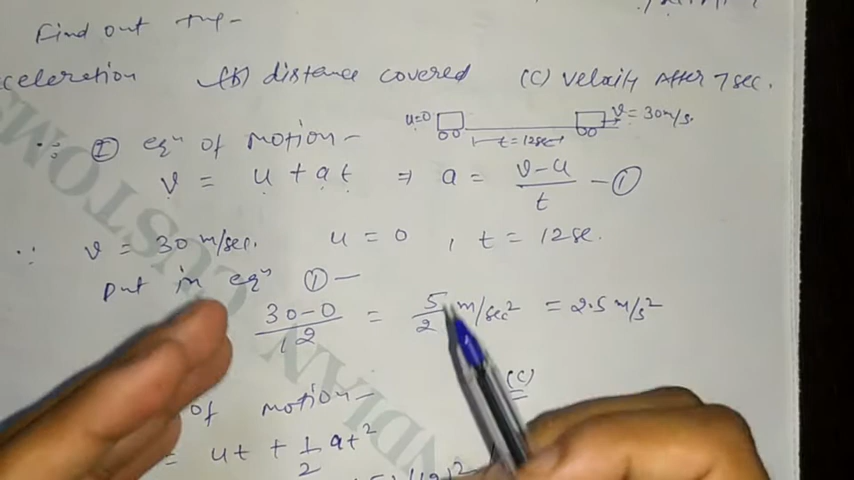 Find out the-
celeration (b) distance covered (C) velocity After 7 sec.
∵ ① eqⁿ of motion- u=0 t=12sec v=30m/s.
v = u + at ⇒ a = v-u/t -①
∵ v = 30 m/sec. u = 0 , t = 12se.
put in eqⁿ ① —
30-0/12 = 5/2 m/sec² = 2.5 m/s²
(C)
of motion-
= ut + 1/2 at²